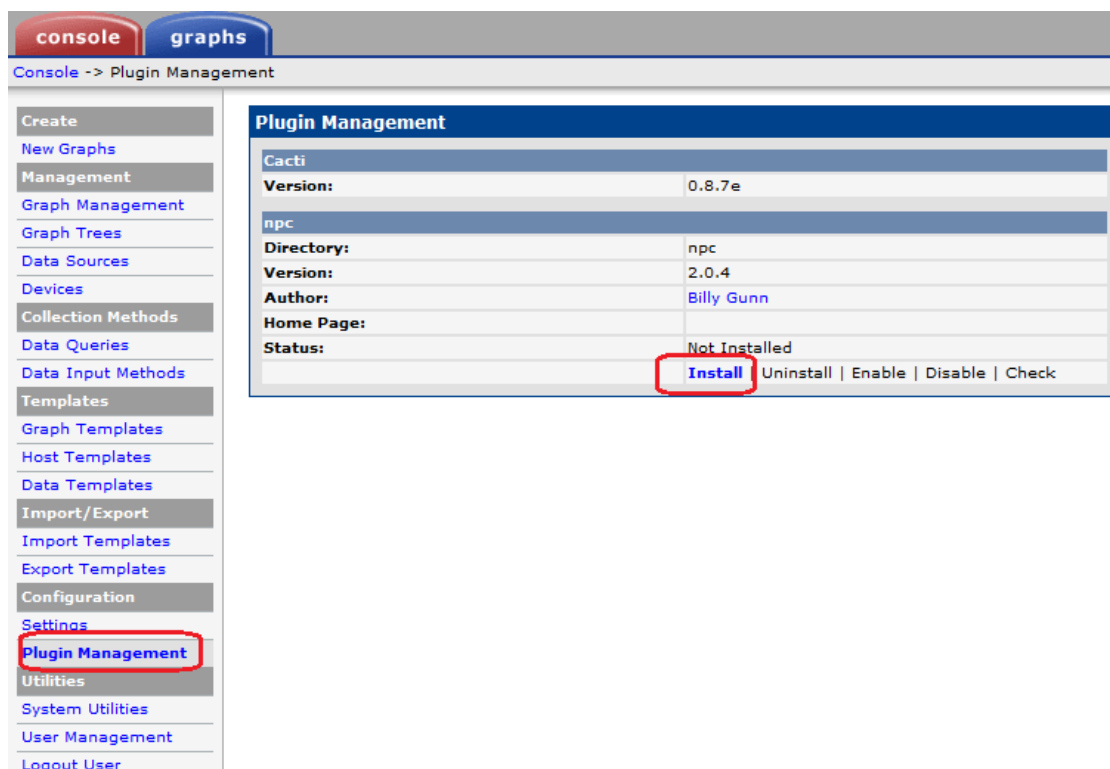 console graphs
Console -> Plugin Management
Create
New Graphs
Management
Graph Management
Graph Trees
Data Sources
Devices
Collection Methods
Data Queries
Data Input Methods
Templates
Graph Templates
Host Templates
Data Templates
Import/Export
Import Templates
Export Templates
Configuration
Settings
Plugin Management
Utilities
System Utilities
User Management
Logout User
Plugin Management
Cacti
Version: 0.8.7e
npc
Directory: npc
Version: 2.0.4
Author: Billy Gunn
Home Page:
Status: Not Installed
Install | Uninstall | Enable | Disable | Check